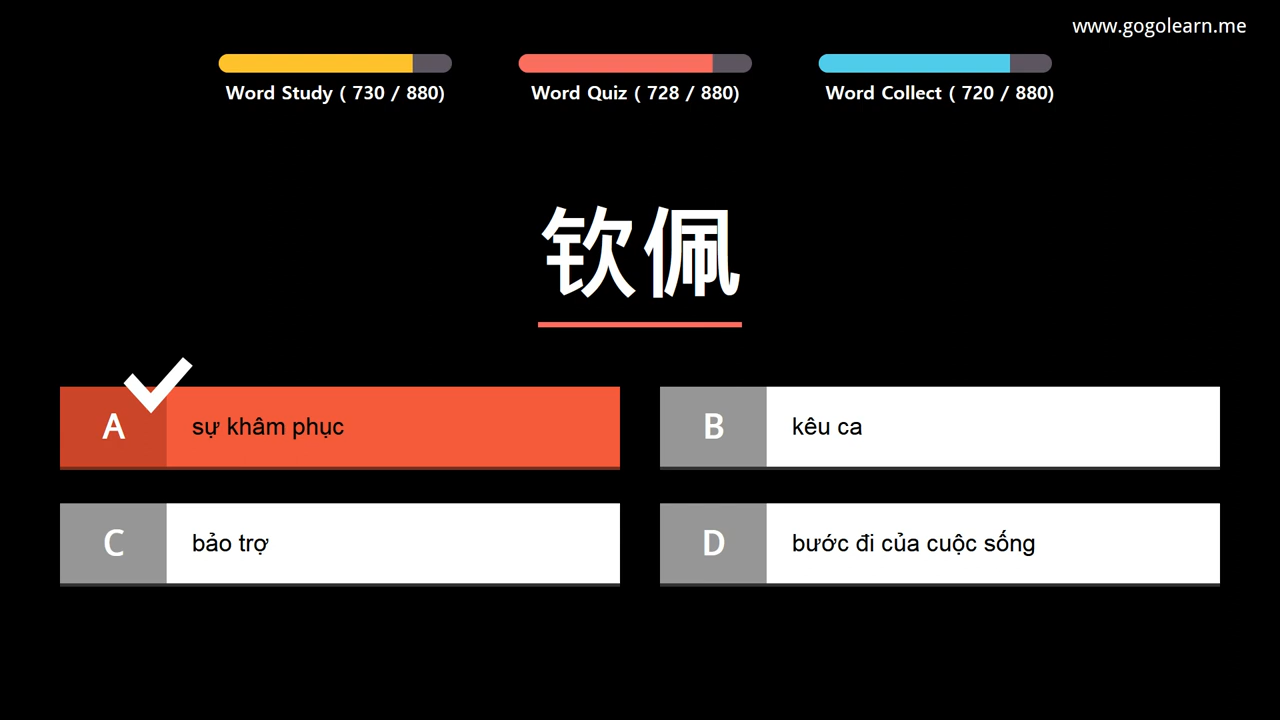 www.gogolearn.me
Word Study ( 730 / 880)
Word Quiz ( 728 / 880)
Word Collect ( 720 / 880)
钦佩
A sự khâm phục
B kêu ca
C bảo trợ
D bước đi của cuộc sống